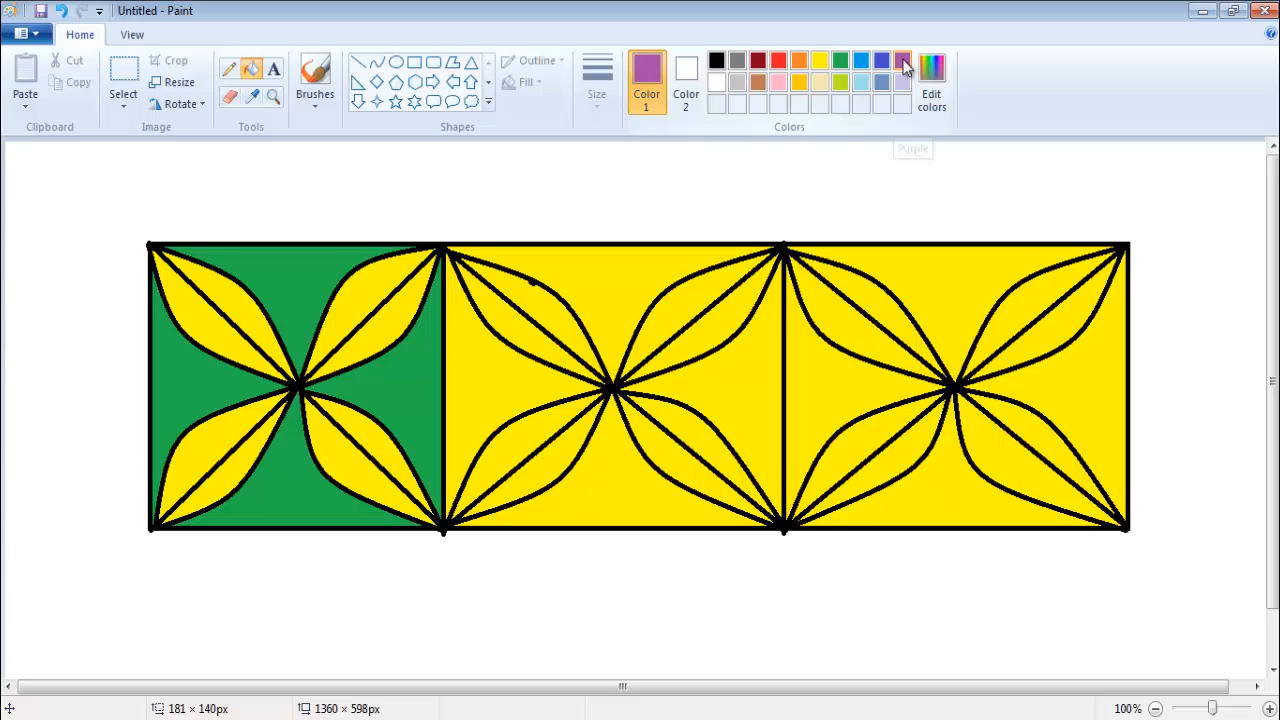 Untitled - Paint
Home View
Paste
Cut
Copy
Clipboard
Select
Crop
Resize
Rotate
Image
A
Tools
Brushes
Shapes
Outline
Fill
Size
Color 1
Color 2
Edit colors
Colors
Purple
181 × 140px
1360 × 598px
100%